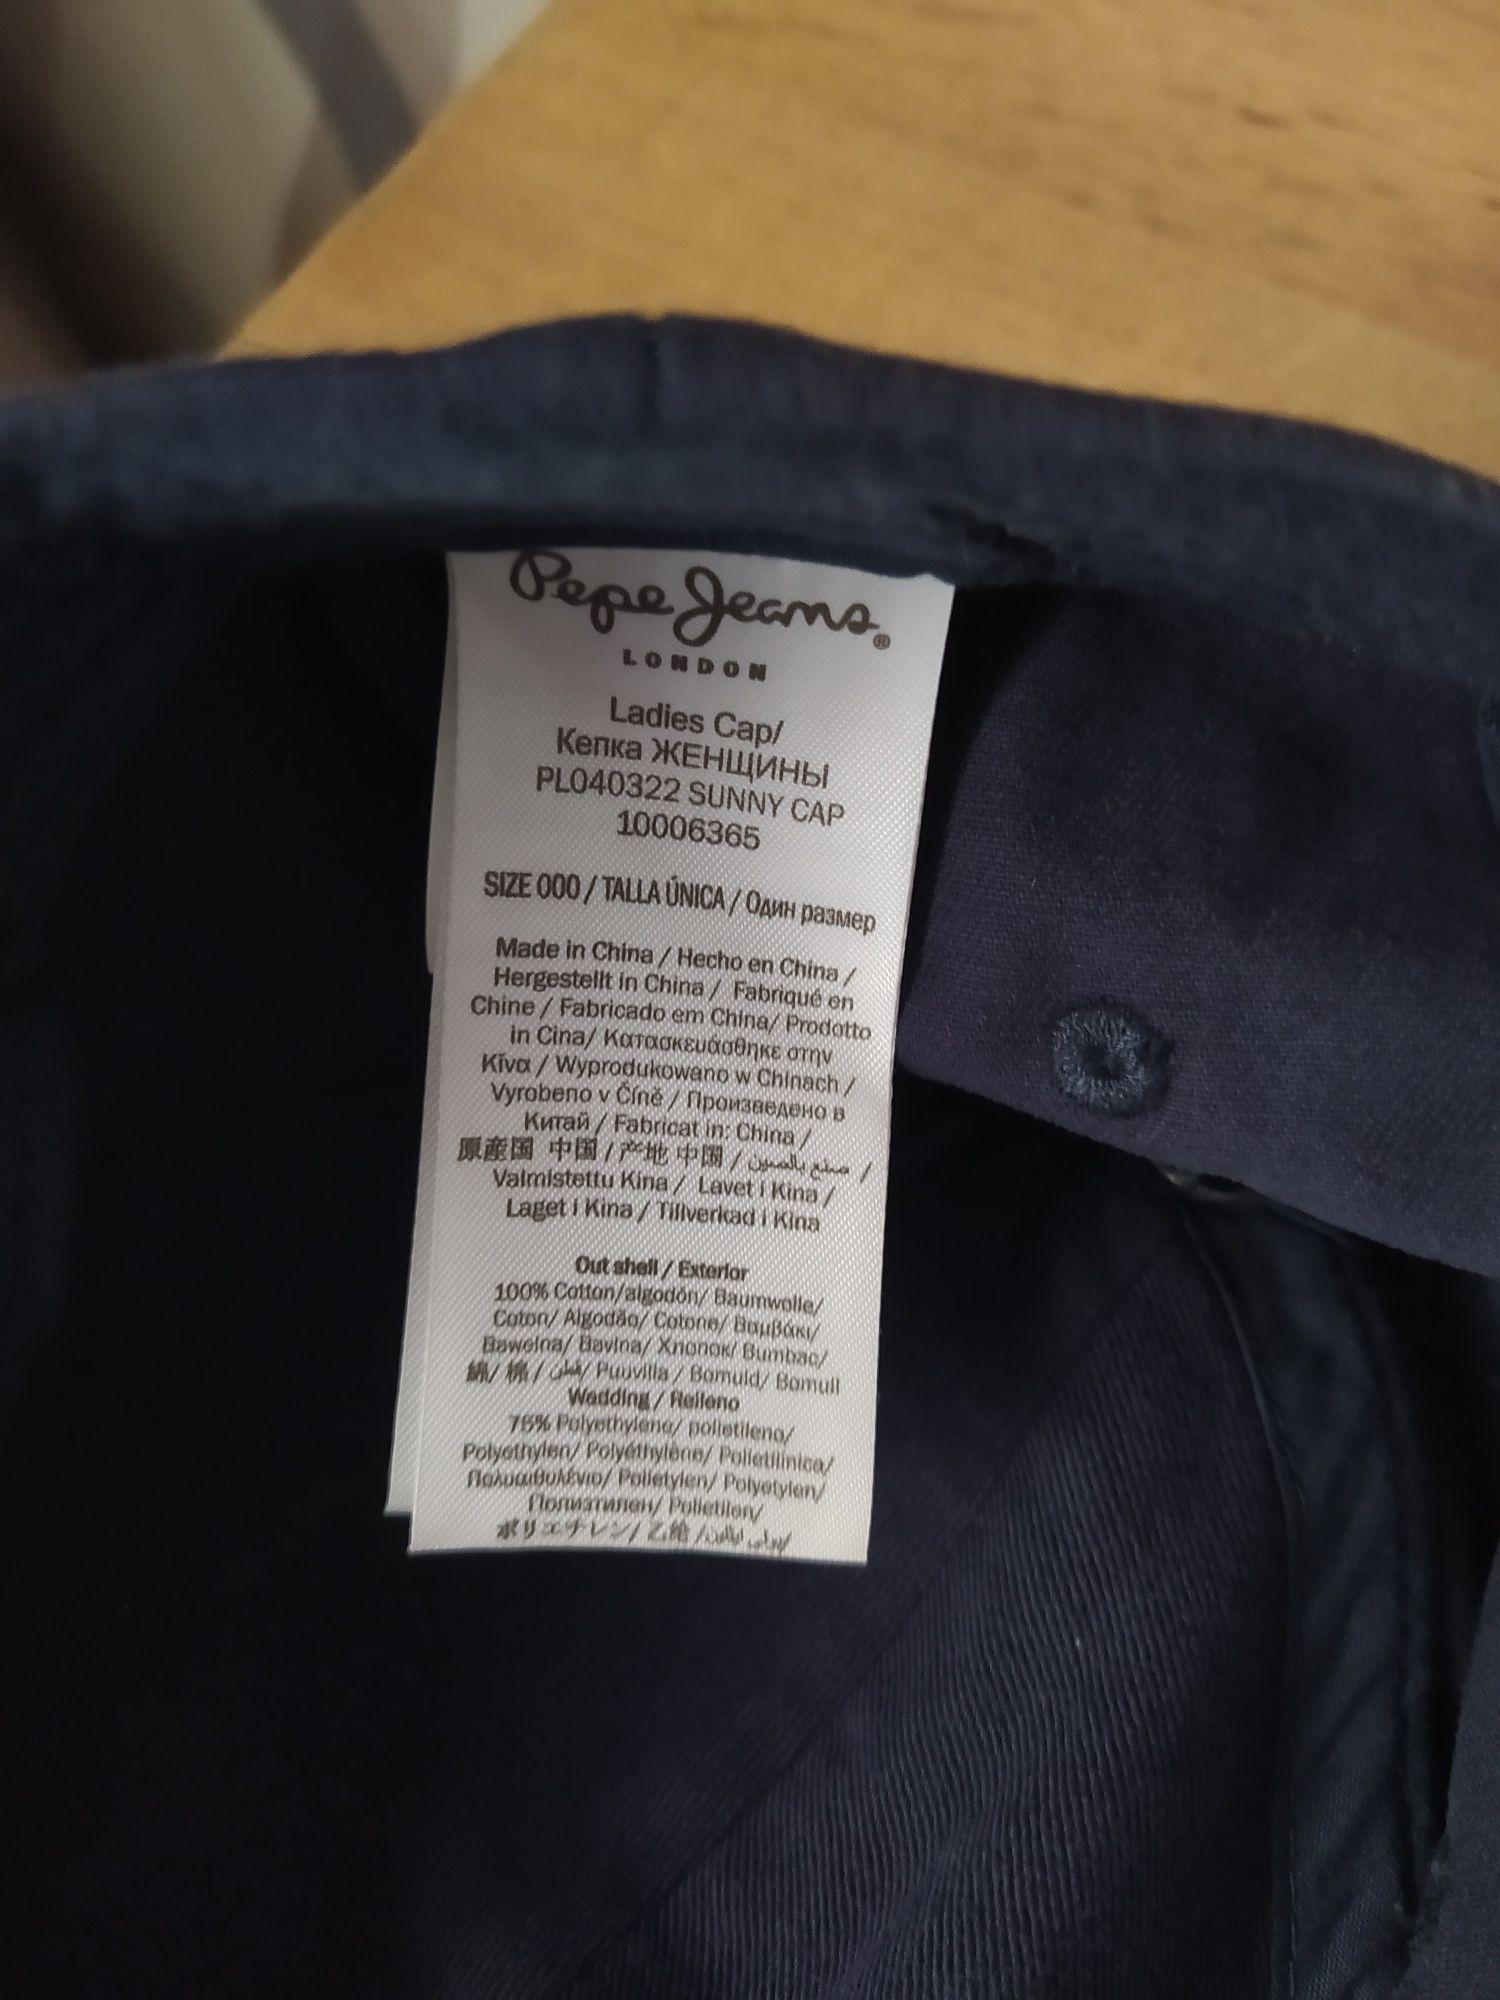 Pepe Jeans®
LONDON
Ladies Cap/
Кепка ЖЕНЩИНЫ
PL040322 SUNNY CAP
10006365
SIZE 000 / TALLA ÚNICA / Один размер
Made in China / Hecho en China /
Hergestellt in China / Fabriqué en
Chine / Fabricado em China/ Prodotto
in Cina/ Κατασκευάσθηκε στην
Κίνα / Wyprodukowano w Chinach /
Vyrobeno v Číně / Произведено в
Китай / Fabricat in: China /
原産国 中国 / 产地 中国 / صنع بالصين /
Valmistettu Kina / Lavet i Kina /
Laget i Kina / Tillverkad i Kina
Out shell / Exterior
100% Cotton/algodón/ Baumwolle/
Coton/ Algodão/ Cotone/ Βαμβάκι/
Bawelna/ Bavlna/ Хлопок/ Bumbac/
綿/ 棉 / قطن/ Puuvilla / Bomuld/ Bomull
Wadding / Relleno
75% Polyethylene/ polietileno/
Polyethylen/ Polyéthylène/ Polietilinica/
Πολυαιθυλένιο/ Polietylen/ Polyetylen/
Полиэтилен/ Polietilen/
ポリエチレン/ 乙烯 /